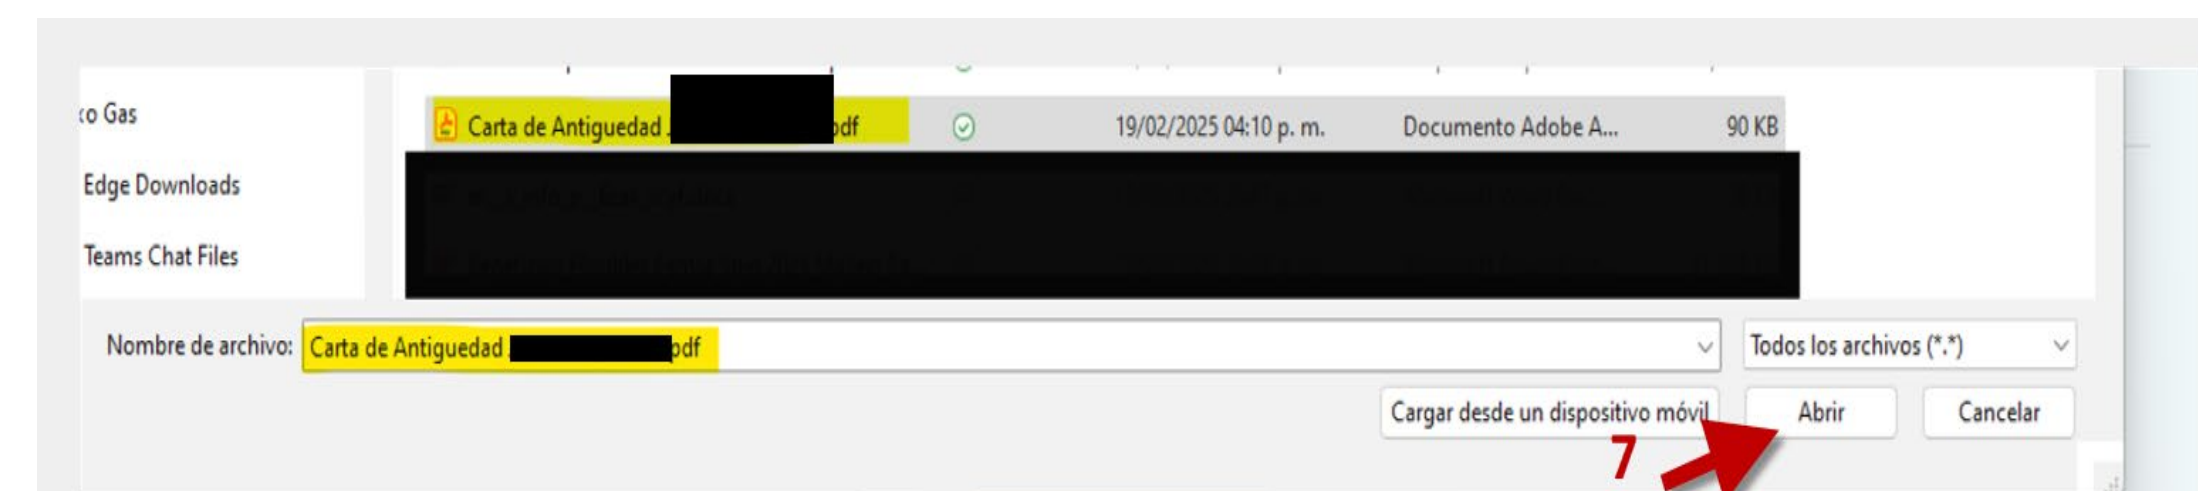 xo Gas
Carta de Antiguedad . pdf 19/02/2025 04:10 p. m. Documento Adobe A... 90 KB
Edge Downloads
Teams Chat Files
Nombre de archivo: Carta de Antiguedad . pdf Todos los archivos (*.*)
Cargar desde un dispositivo móvil Abrir Cancelar
7